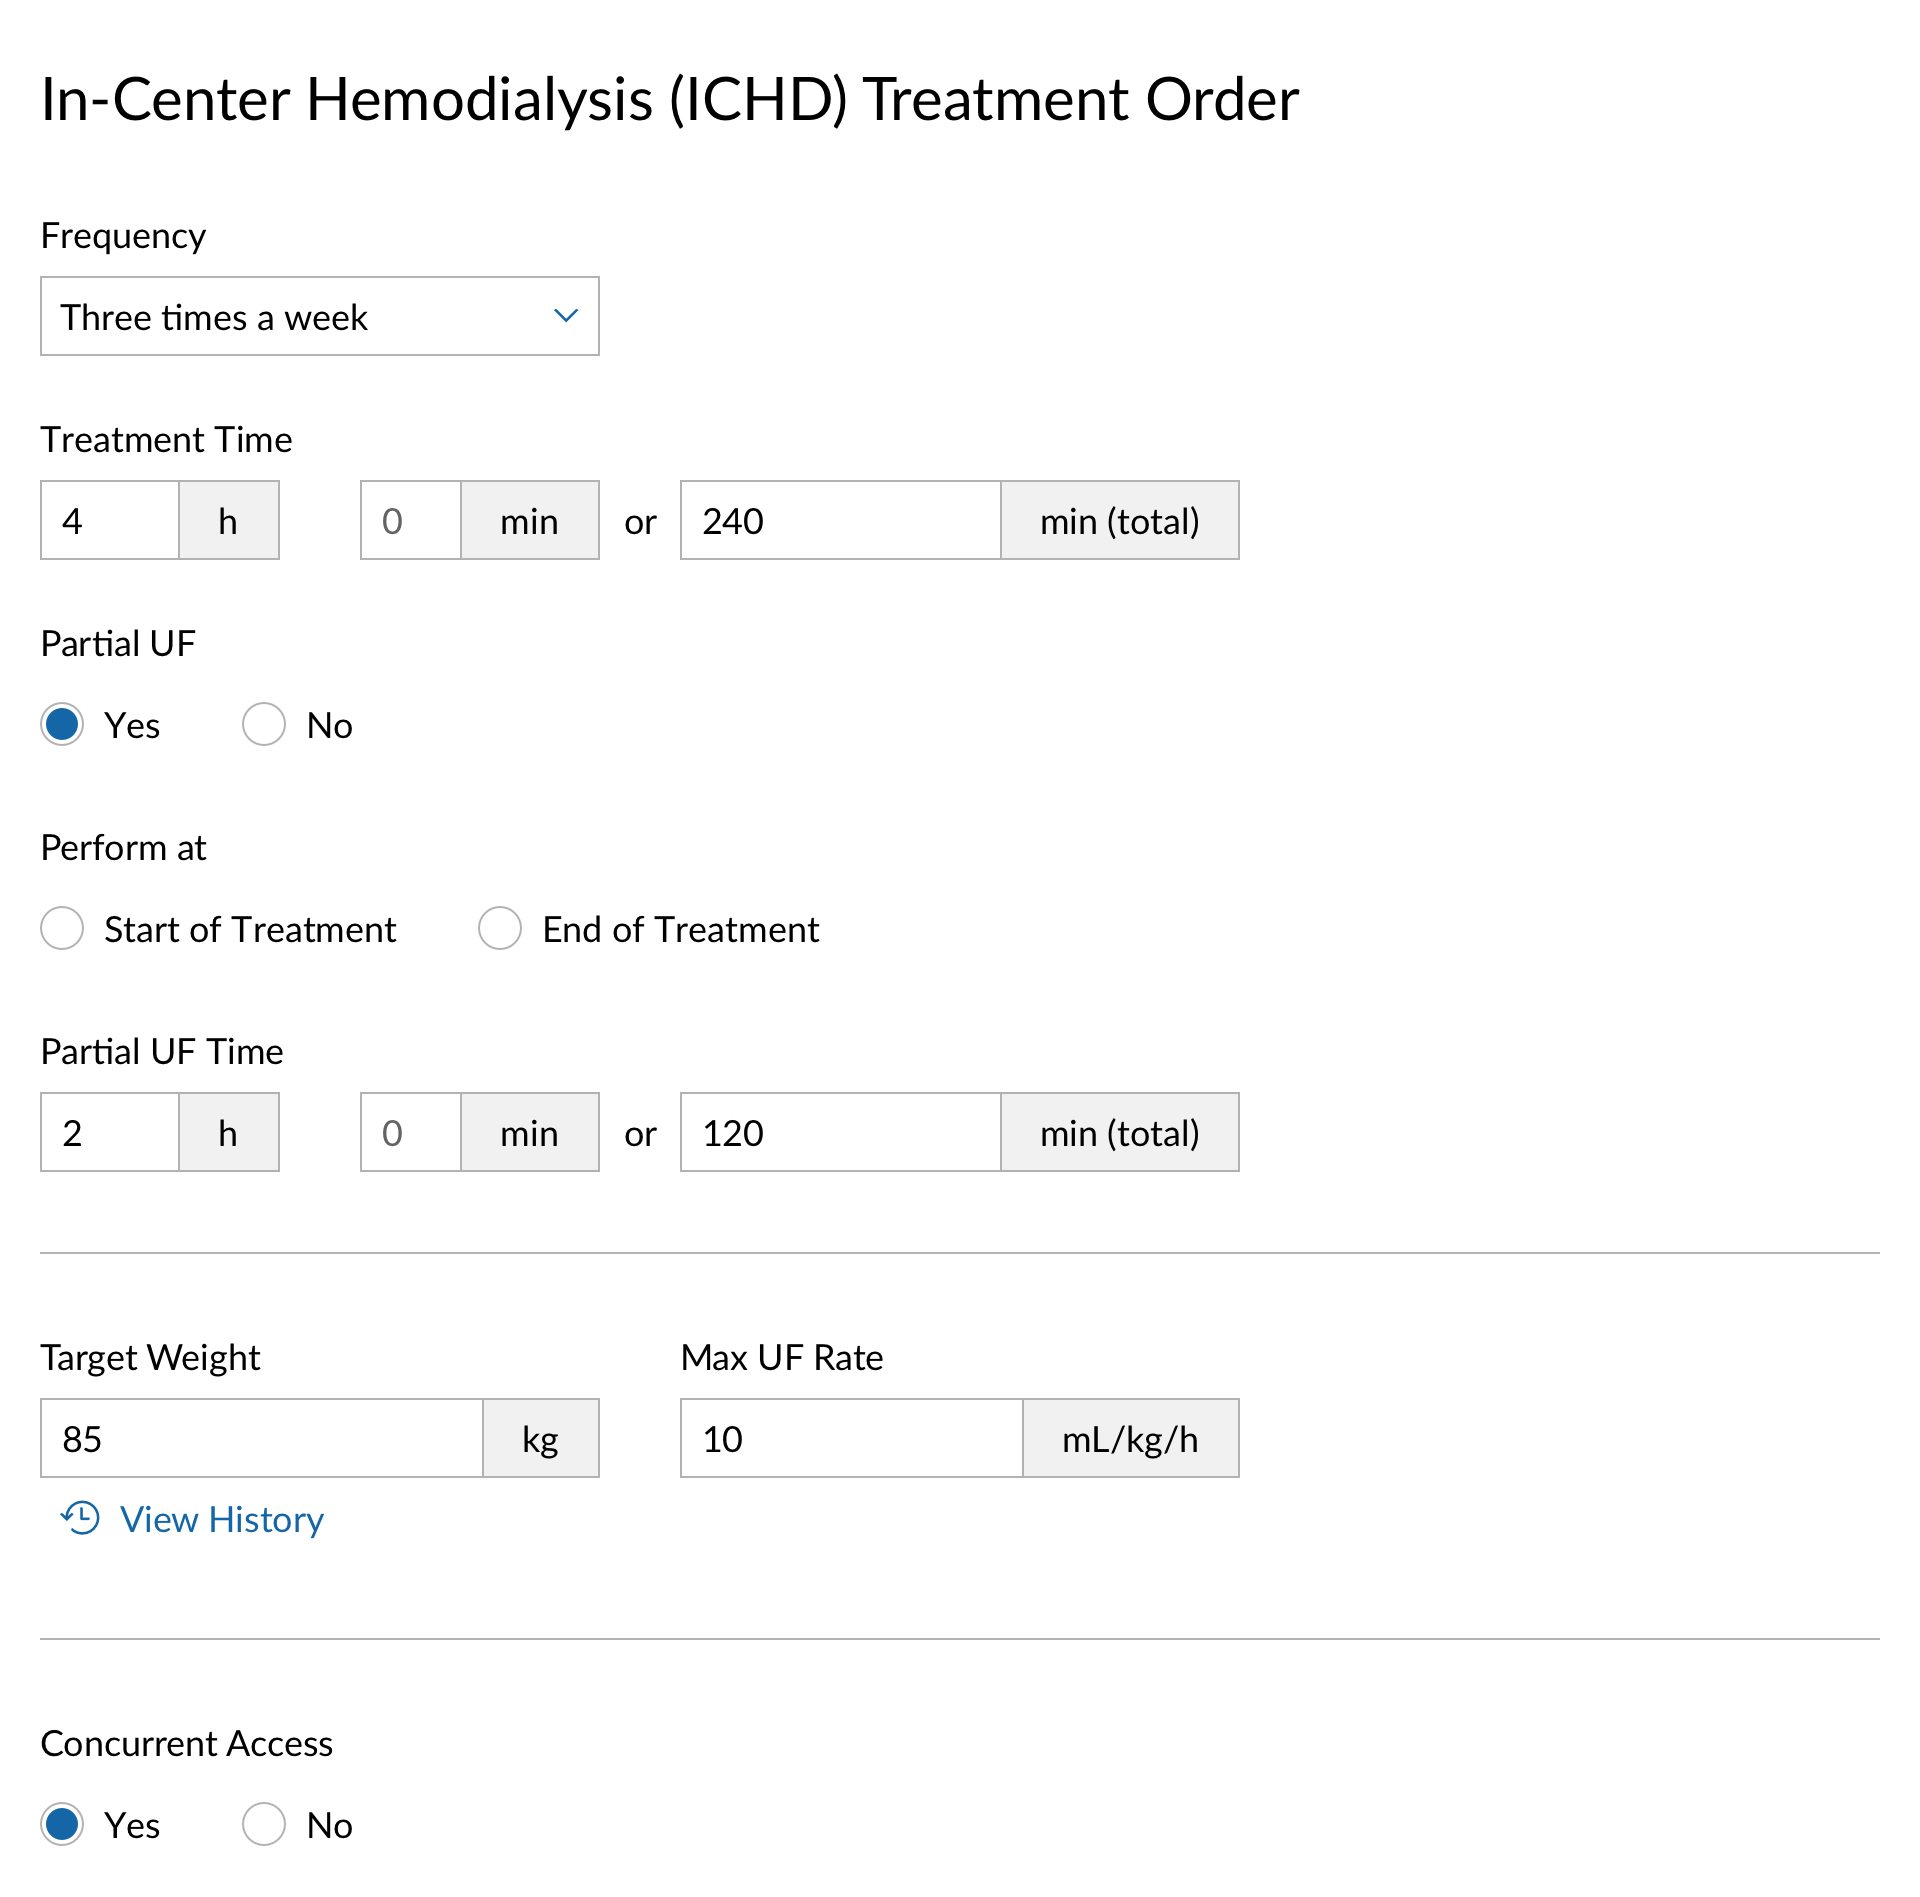 In-Center Hemodialysis (ICHD) Treatment Order
Frequency
Three times a week
Treatment Time
4 h 0 min or 240 min (total)
Partial UF
Yes No
Perform at
Start of Treatment End of Treatment
Partial UF Time
2 h 0 min or 120 min (total)
Target Weight Max UF Rate
85 kg 10 mL/kg/h
View History
Concurrent Access
Yes No